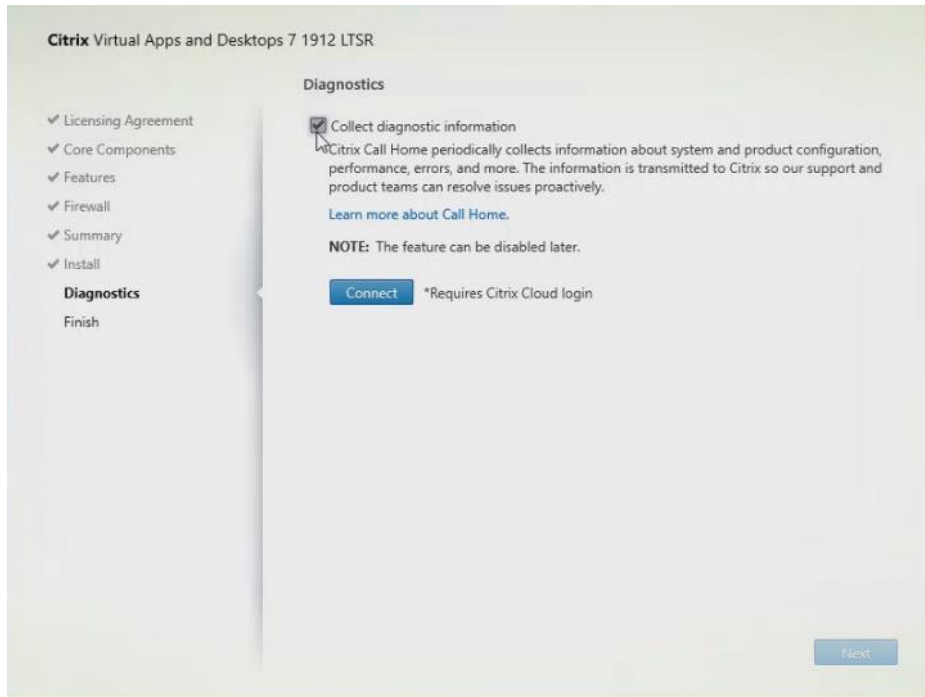 Citrix Virtual Apps and Desktops 7 1912 LTSR
Licensing Agreement
Core Components
Features
Firewall
Summary
Install
Diagnostics
Finish
Diagnostics
Collect diagnostic information
Citrix Call Home periodically collects information about system and product configuration,
performance, errors, and more. The information is transmitted to Citrix so our support and
product teams can resolve issues proactively.
Learn more about Call Home.
NOTE: The feature can be disabled later.
Connect *Requires Citrix Cloud login
Next